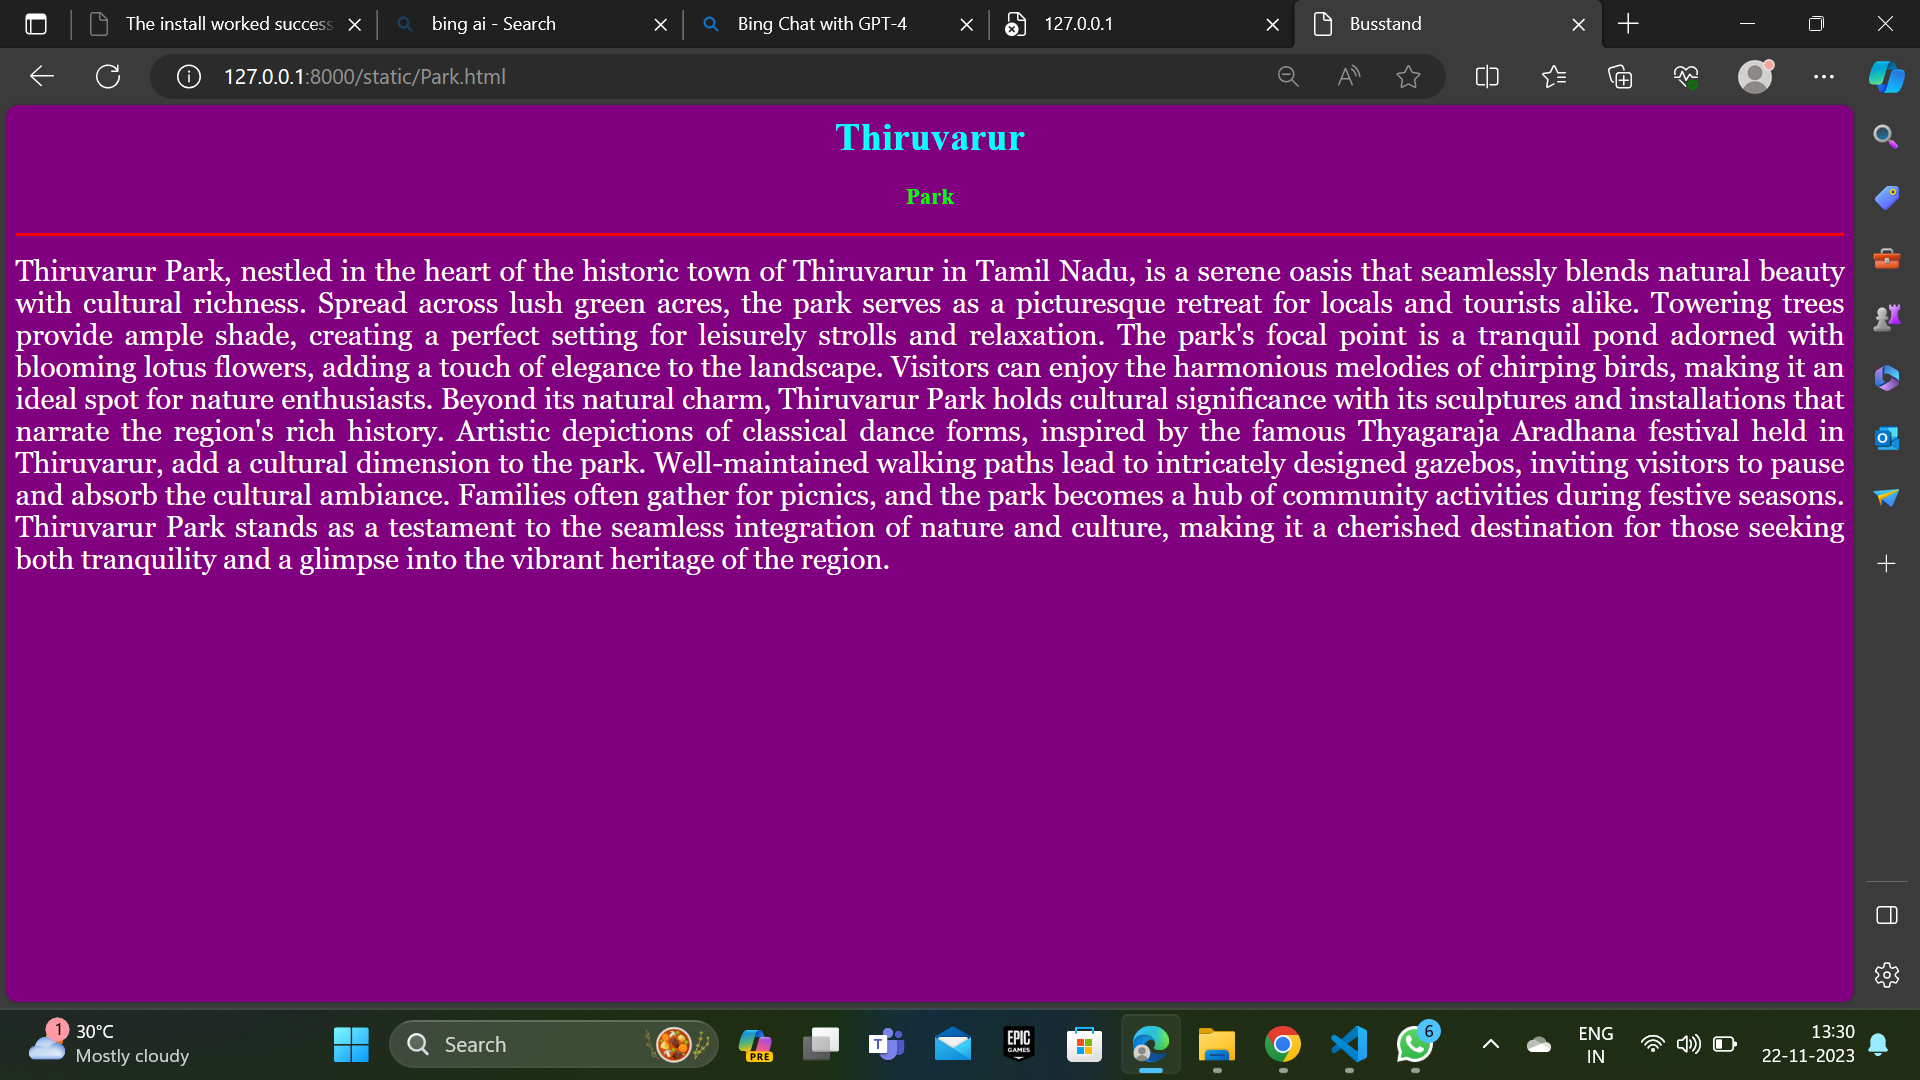 The install worked success
bing ai - Search
Bing Chat with GPT-4
127.0.0.1
Busstand
127.0.0.1:8000/static/Park.html
Thiruvarur
Park
Thiruvarur Park, nestled in the heart of the historic town of Thiruvarur in Tamil Nadu, is a serene oasis that seamlessly blends natural beauty
with cultural richness. Spread across lush green acres, the park serves as a picturesque retreat for locals and tourists alike. Towering trees
provide ample shade, creating a perfect setting for leisurely strolls and relaxation. The park's focal point is a tranquil pond adorned with
blooming lotus flowers, adding a touch of elegance to the landscape. Visitors can enjoy the harmonious melodies of chirping birds, making it an
ideal spot for nature enthusiasts. Beyond its natural charm, Thiruvarur Park holds cultural significance with its sculptures and installations that
narrate the region's rich history. Artistic depictions of classical dance forms, inspired by the famous Thyagaraja Aradhana festival held in
Thiruvarur, add a cultural dimension to the park. Well-maintained walking paths lead to intricately designed gazebos, inviting visitors to pause
and absorb the cultural ambiance. Families often gather for picnics, and the park becomes a hub of community activities during festive seasons.
Thiruvarur Park stands as a testament to the seamless integration of nature and culture, making it a cherished destination for those seeking
both tranquility and a glimpse into the vibrant heritage of the region.
1
30°C
Mostly cloudy
Search
PRE
T
EPIC
GAMES
6
ENG
IN
13:30
22-11-2023